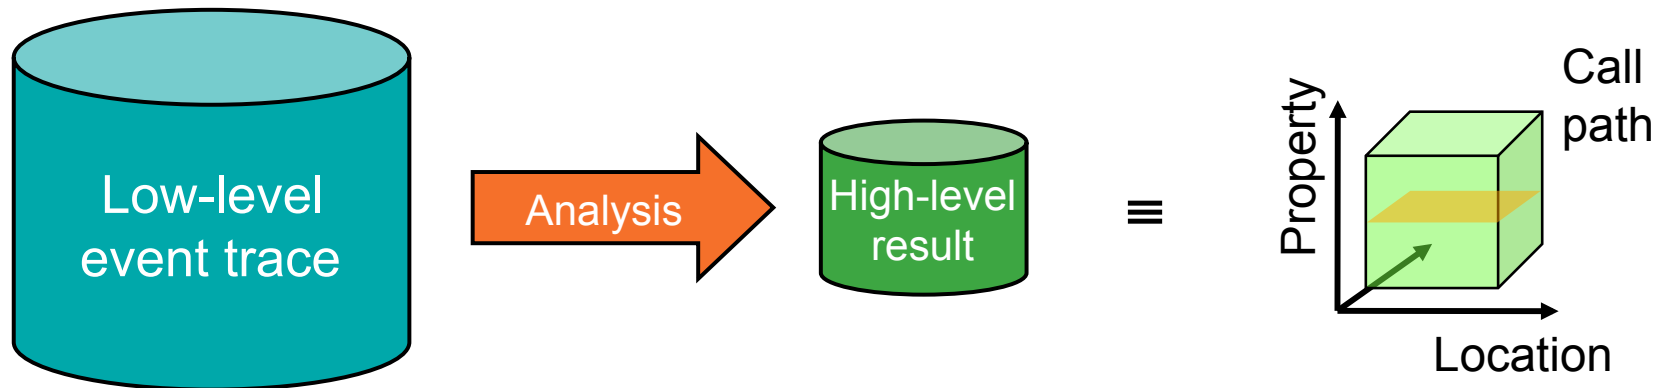 Low-level
event trace
Analysis
High-level
result
≡
Property
Call
path
Location